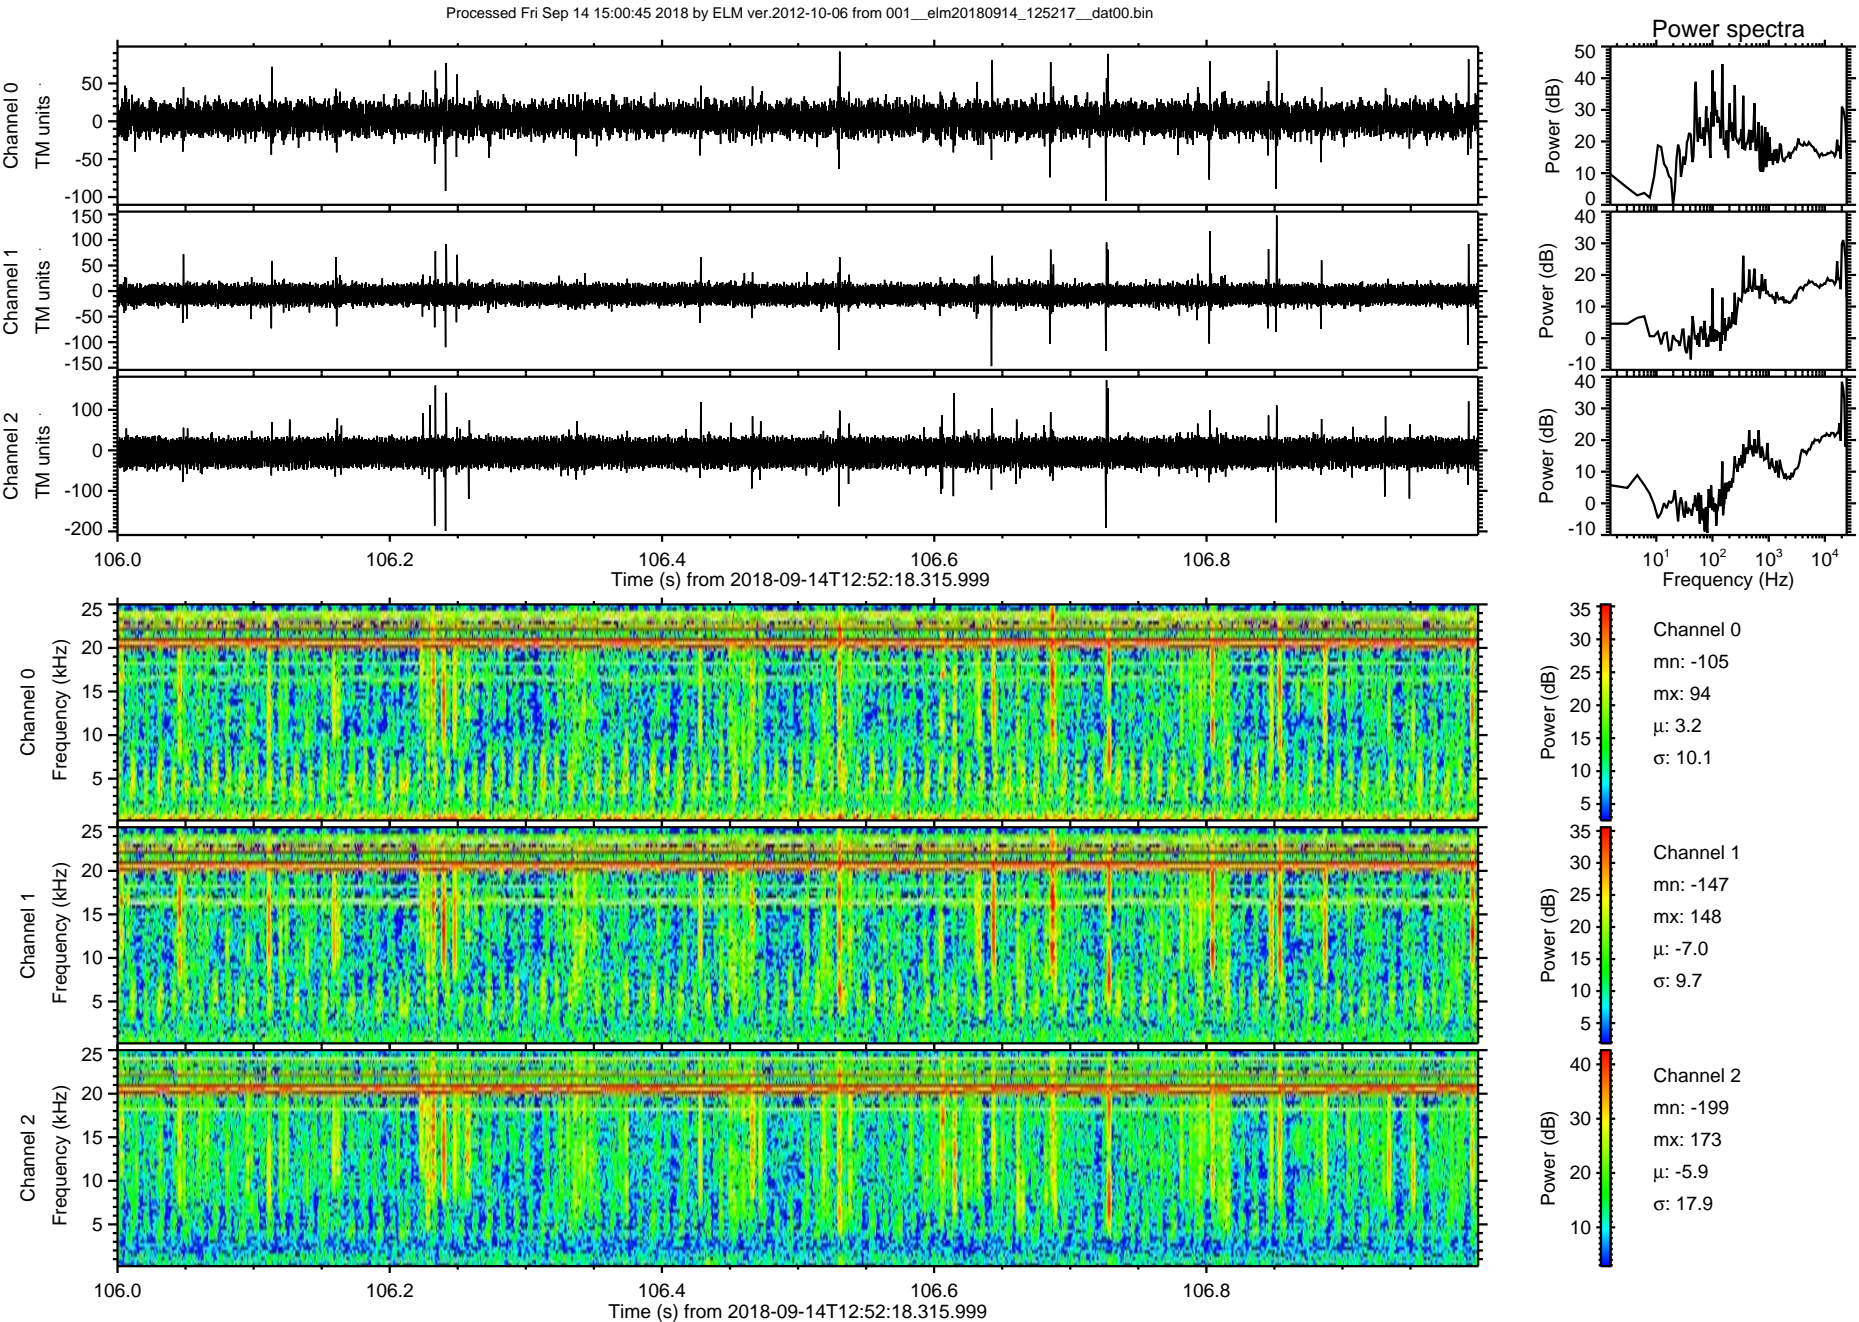 Processed Fri Sep 14 15:00:45 2018 by ELM ver.2012-10-06 from 001__elm20180914_125217__dat00.bin
Power spectra
Channel 0
TM units
50
0
-50
-100
Power (dB)
50
40
30
20
10
0
Channel 1
TM units
150
100
50
0
-50
-100
-150
Power (dB)
40
30
20
10
0
-10
Channel 2
TM units
100
0
-100
-200
Power (dB)
40
30
20
10
0
-10
106.0 106.2 106.4 106.6 106.8
Time (s) from 2018-09-14T12:52:18.315.999
10^1 10^2 10^3 10^4
Frequency (Hz)
Channel 0
Frequency (kHz)
25
20
15
10
5
Power (dB)
35
30
25
20
15
10
5
Channel 0
mn: -105
mx: 94
μ: 3.2
σ: 10.1
Channel 1
Frequency (kHz)
25
20
15
10
5
Power (dB)
35
30
25
20
15
10
5
Channel 1
mn: -147
mx: 148
μ: -7.0
σ: 9.7
Channel 2
Frequency (kHz)
25
20
15
10
5
Power (dB)
40
30
20
10
Channel 2
mn: -199
mx: 173
μ: -5.9
σ: 17.9
106.0 106.2 106.4 106.6 106.8
Time (s) from 2018-09-14T12:52:18.315.999